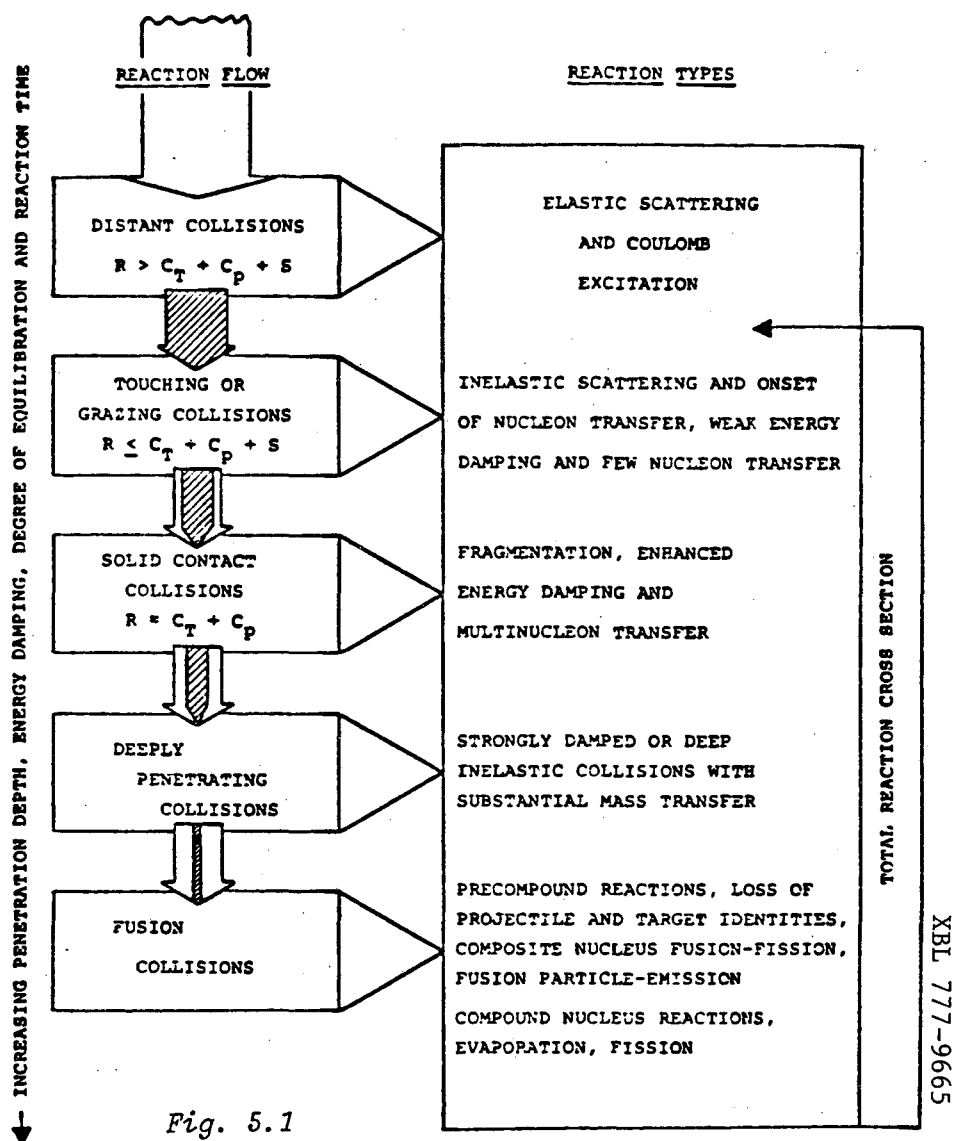 REACTION FLOW
REACTION TYPES
DISTANT COLLISIONS
R > C_T + C_p + S
ELASTIC SCATTERING
AND COULOMB
EXCITATION
TOUCHING OR
GRAZING COLLISIONS
R ≤ C_T + C_p + S
INELASTIC SCATTERING AND ONSET
OF NUCLEON TRANSFER, WEAK ENERGY
DAMPING AND FEW NUCLEON TRANSFER
SOLID CONTACT
COLLISIONS
R = C_T + C_p
FRAGMENTATION, ENHANCED
ENERGY DAMPING AND
MULTINUCLEON TRANSFER
DEEPLY
PENETRATING
COLLISIONS
STRONGLY DAMPED OR DEEP
INELASTIC COLLISIONS WITH
SUBSTANTIAL MASS TRANSFER
FUSION
COLLISIONS
PRECOMPOUND REACTIONS, LOSS OF
PROJECTILE AND TARGET IDENTITIES,
COMPOSITE NUCLEUS FUSION-FISSION,
FUSION PARTICLE-EMISSION
COMPOUND NUCLEUS REACTIONS,
EVAPORATION, FISSION
INCREASING PENETRATION DEPTH, ENERGY DAMPING, DEGREE OF EQUILIBRATION AND REACTION TIME
TOTAL REACTION CROSS SECTION
XBL 777-9665
Fig. 5.1